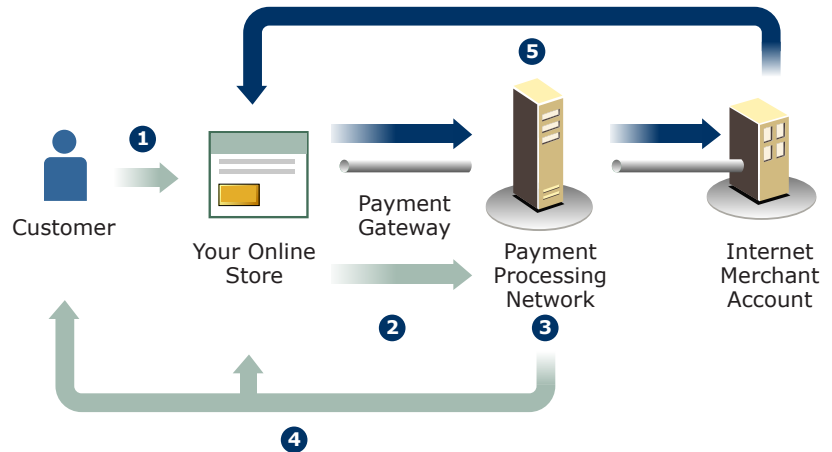 5
1
Customer
Your Online
Store
Payment
Gateway
Payment
Processing
Network
Internet
Merchant
Account
2
3
4